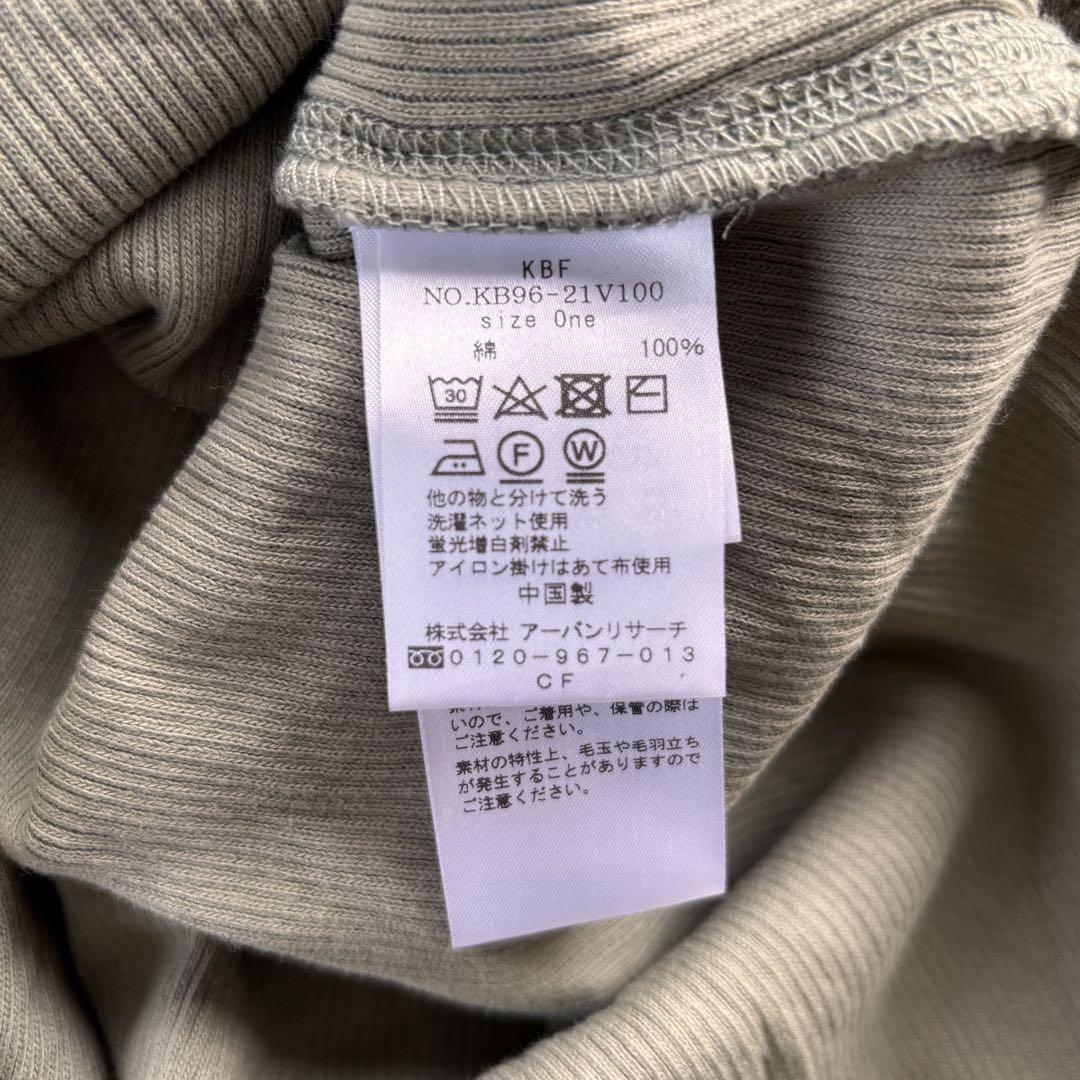 KBF
NO.KB96-21V100
size One
綿 100%
30
F W
他の物と分けて洗う
洗濯ネット使用
蛍光増白剤禁止
アイロン掛けはあて布使用
中国製
株式会社 アーバンリサーチ
0120-967-013
CF
いので、ご着用や、保管の際は
ご注意ください。
素材の特性上、毛玉や毛羽立ち
が発生することがありますので
ご注意ください。